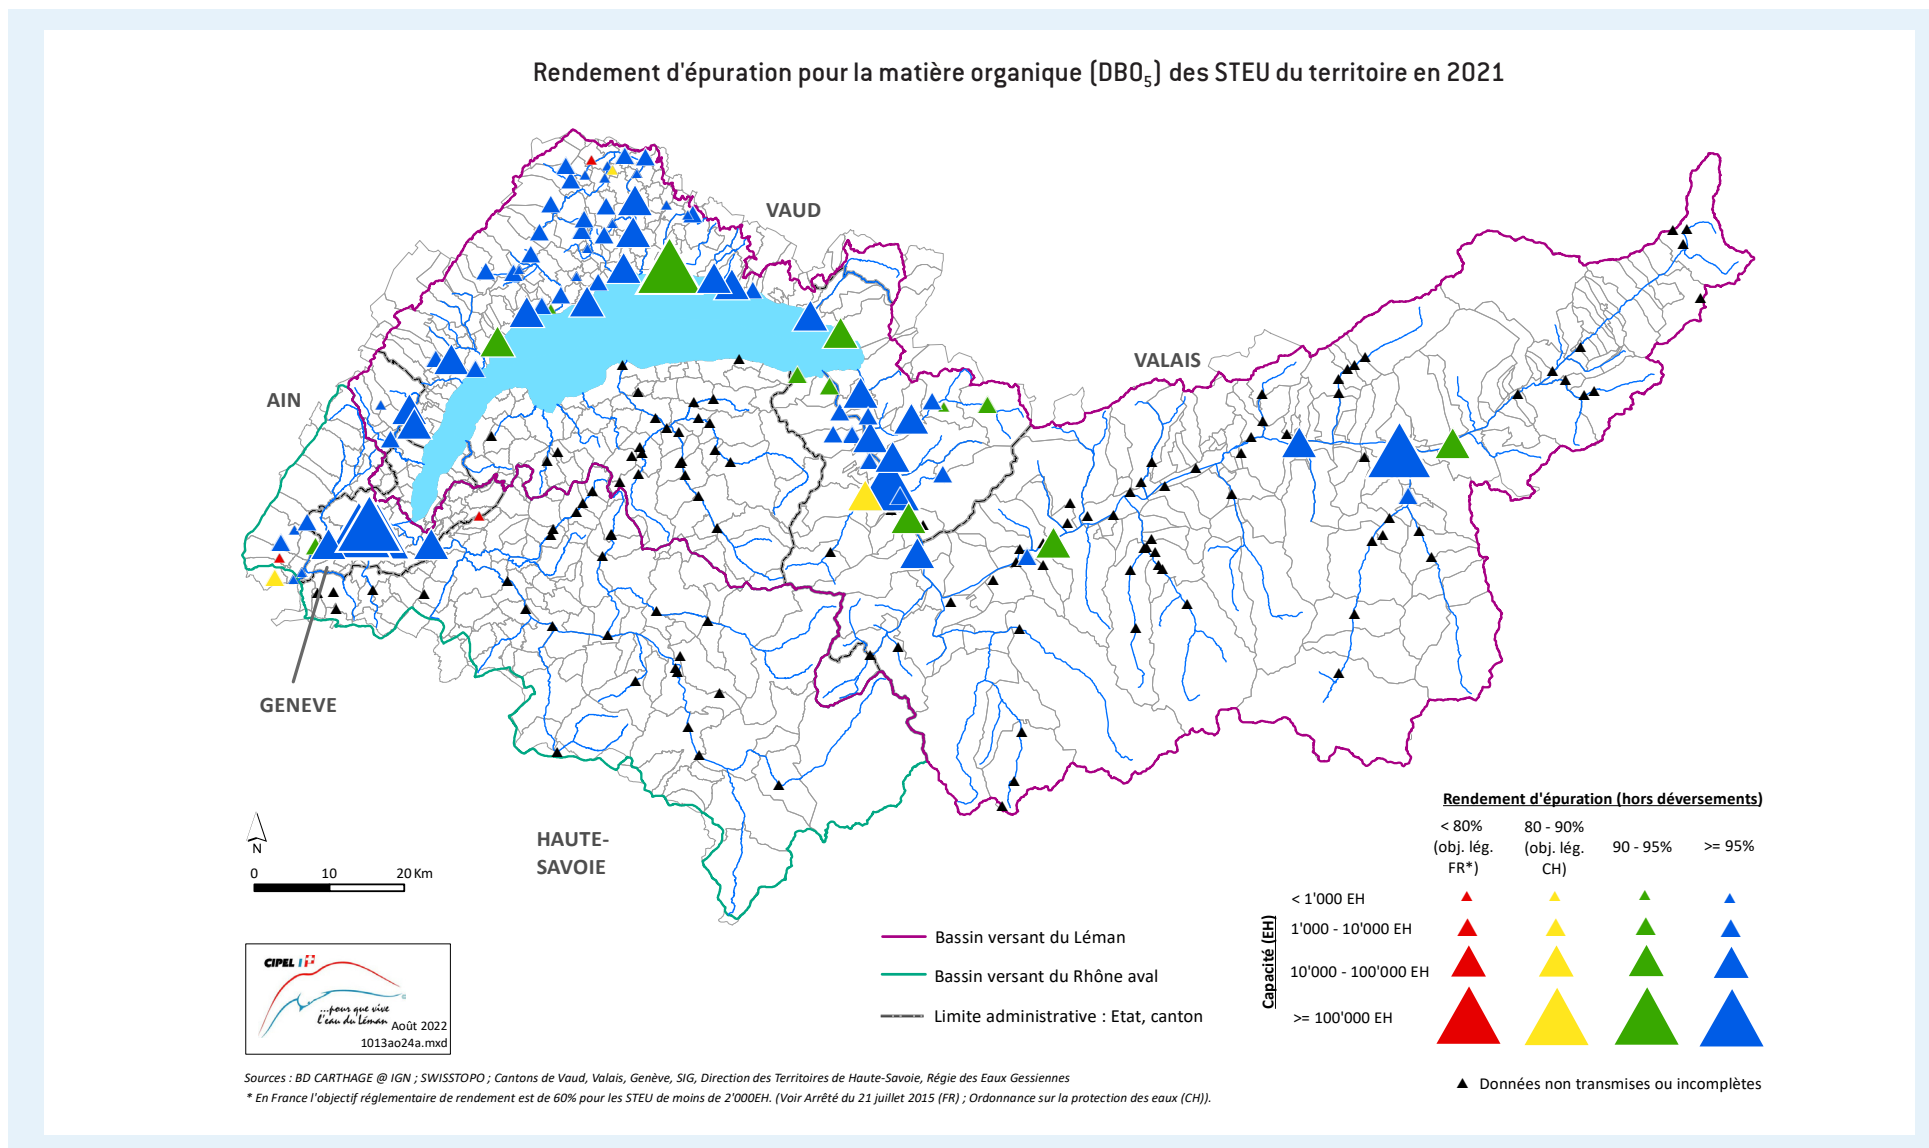 Rendement d'épuration pour la matière organique (DBO₅) des STEU du territoire en 2021
VAUD
VALAIS
AIN
GENEVE
HAUTE-
SAVOIE
N
0 10 20 Km
CIPEL
...pour que vive
l'eau du Léman
Août 2022
1013ao24a.mxd
Bassin versant du Léman
Bassin versant du Rhône aval
Limite administrative : Etat, canton
Rendement d'épuration (hors déversements)
< 80%
(obj. lég.
FR*)
80 - 90%
(obj. lég.
CH)
90 - 95%
>= 95%
Capacité (EH)
< 1'000 EH
1'000 - 10'000 EH
10'000 - 100'000 EH
>= 100'000 EH
Données non transmises ou incomplètes
Sources : BD CARTHAGE @ IGN ; SWISSTOPO ; Cantons de Vaud, Valais, Genève, SIG, Direction des Territoires de Haute-Savoie, Régie des Eaux Gessiennes
* En France l'objectif réglementaire de rendement est de 60% pour les STEU de moins de 2'000EH. (Voir Arrêté du 21 juillet 2015 (FR) ; Ordonnance sur la protection des eaux (CH)).